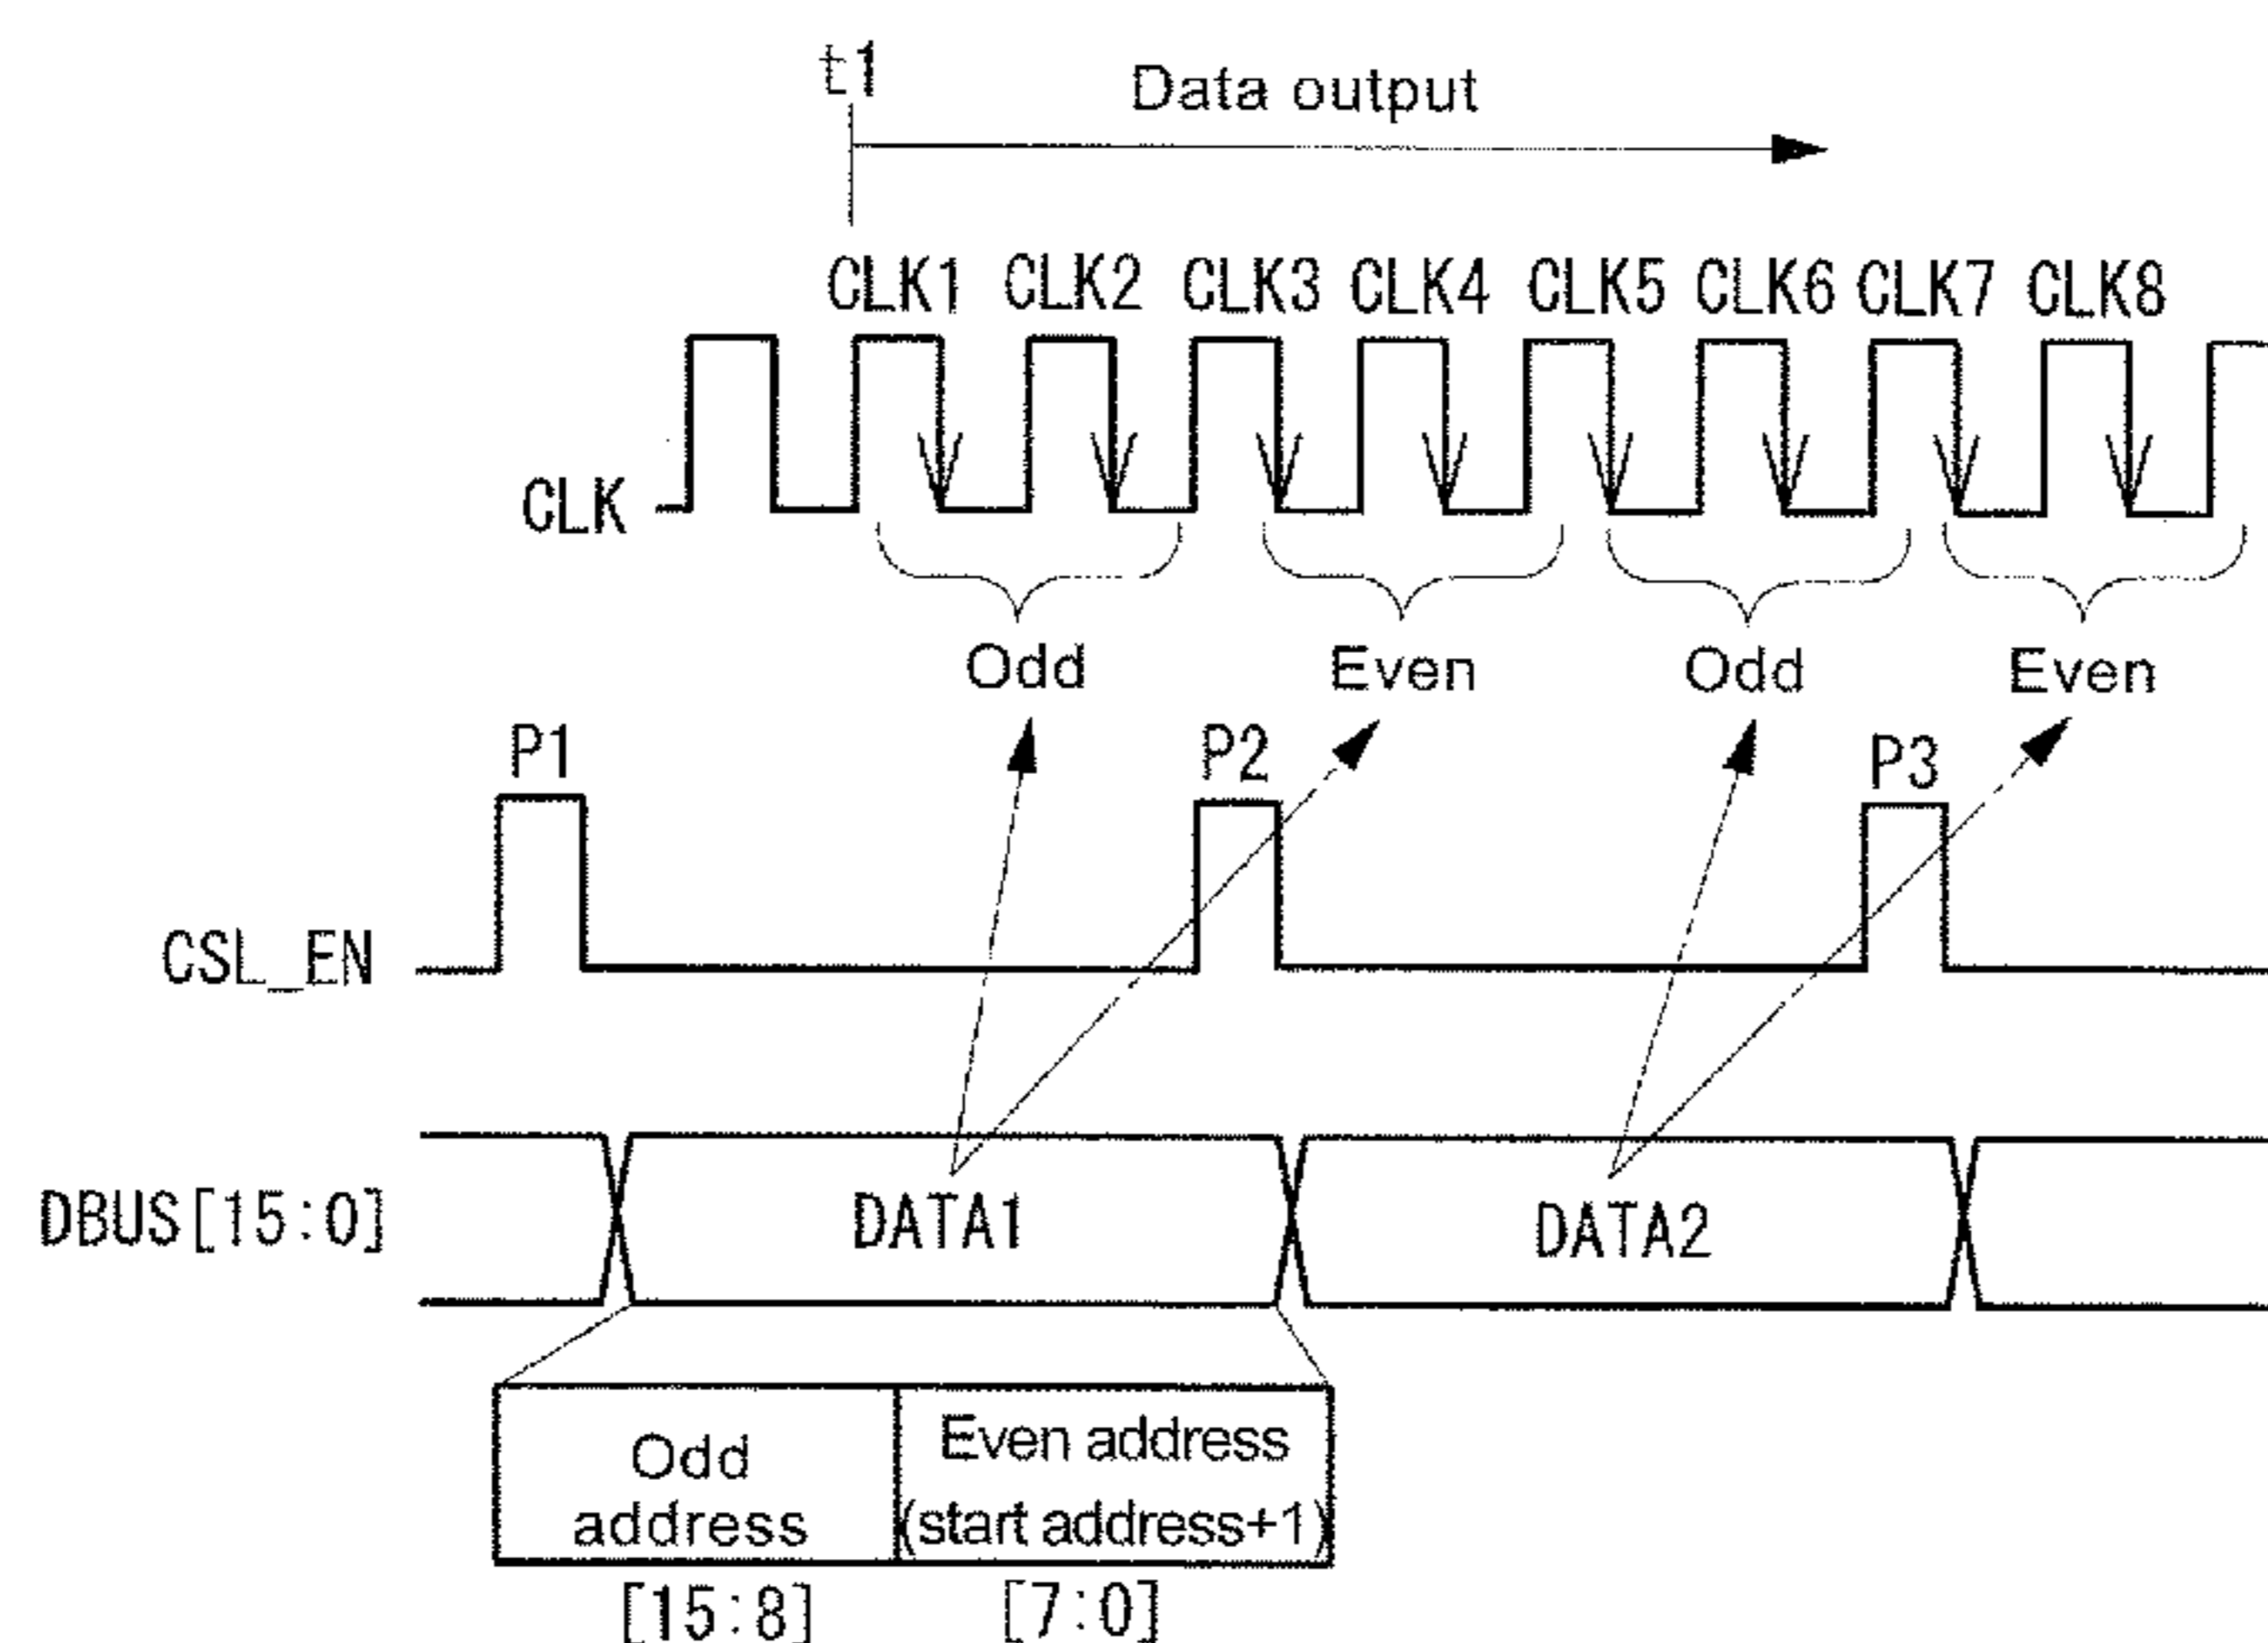 t1
Data output
CLK1 CLK2 CLK3 CLK4 CLK5 CLK6 CLK7 CLK8
CLK
Odd Even Odd Even
P1 P2 P3
CSL_EN
DBUS[15:0] DATA1 DATA2
Odd address
Even address
(start address+1)
[15:8] [7:0]